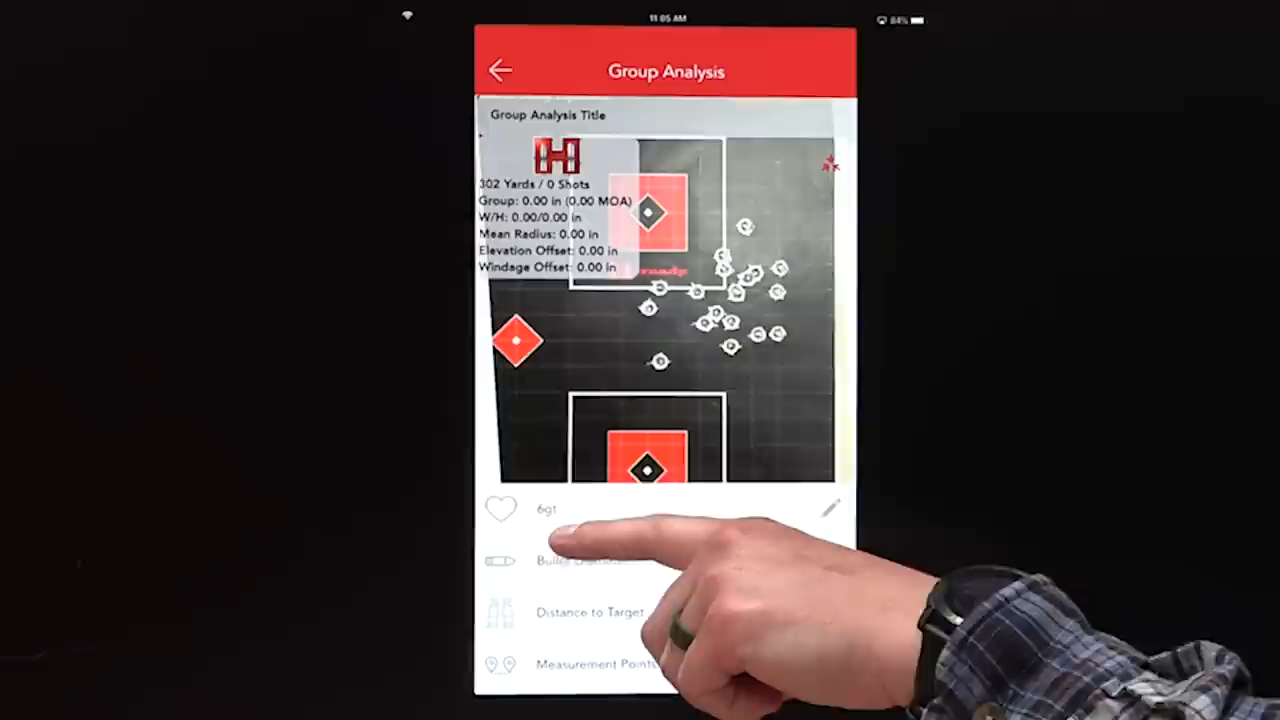 11 05 AM
84%
Group Analysis
Group Analysis Title
H
302 Yards / 0 Shots
Group: 0.00 in (0.00 MOA)
W/H: 0.00/0.00 in
Mean Radius: 0.00 in
Elevation Offset: 0.00 in
Windage Offset: 0.00 in
6gt
Distance to Target
Measurement Points